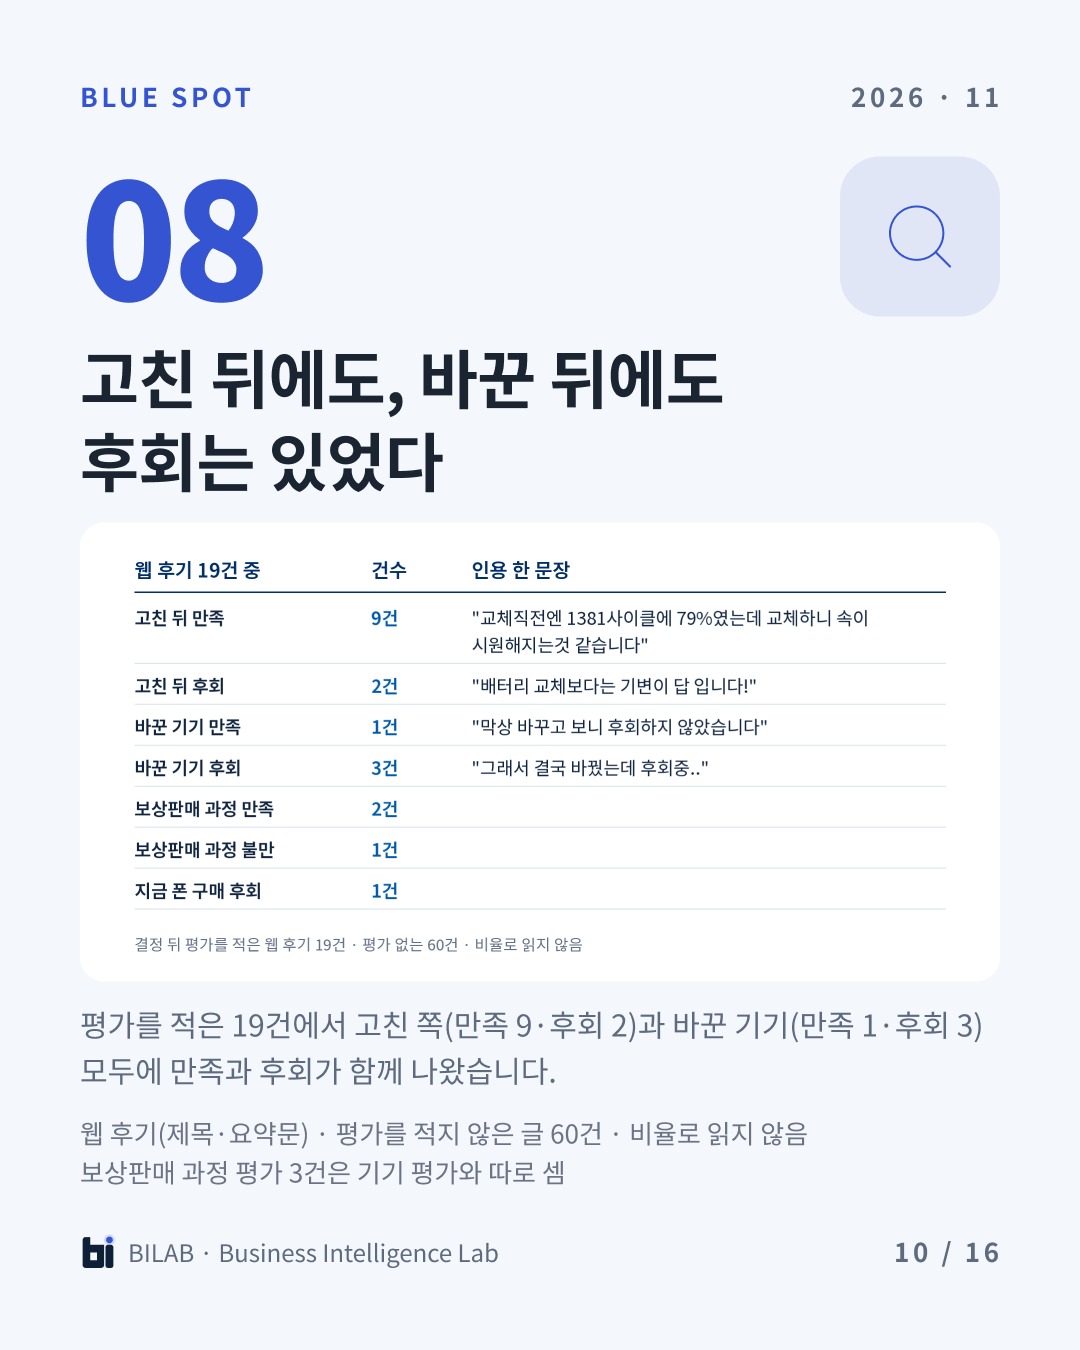 BLUE SPOT
2026 · 11
08
고친 뒤에도, 바꾼 뒤에도
후회는 있었다
웹 후기 19건 중 건수 인용 한 문장
고친 뒤 만족 9건 "교체직전엔 1381사이클에 79%였는데 교체하니 속이
시원해지는것 같습니다"
고친 뒤 후회 2건 "배터리 교체보다는 기변이 답 입니다!"
바꾼 기기 만족 1건 "막상 바꾸고 보니 후회하지 않았습니다"
바꾼 기기 후회 3건 "그래서 결국 바꿨는데 후회중.."
보상판매 과정 만족 2건
보상판매 과정 불만 1건
지금 폰 구매 후회 1건
결정 뒤 평가를 적은 웹 후기 19건 · 평가 없는 60건 · 비율로 읽지 않음
평가를 적은 19건에서 고친 쪽(만족 9·후회 2)과 바꾼 기기(만족 1·후회 3)
모두에 만족과 후회가 함께 나왔습니다.
웹 후기(제목·요약문) · 평가를 적지 않은 글 60건 · 비율로 읽지 않음
보상판매 과정 평가 3건은 기기 평가와 따로 셈
bi BILAB · Business Intelligence Lab
10 / 16